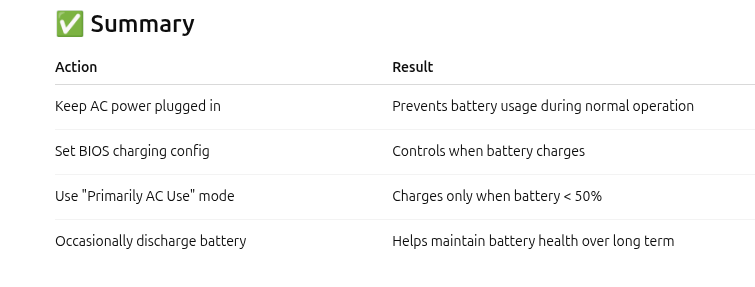 ✅ Summary
Action Result
Keep AC power plugged in Prevents battery usage during normal operation
Set BIOS charging config Controls when battery charges
Use "Primarily AC Use" mode Charges only when battery < 50%
Occasionally discharge battery Helps maintain battery health over long term